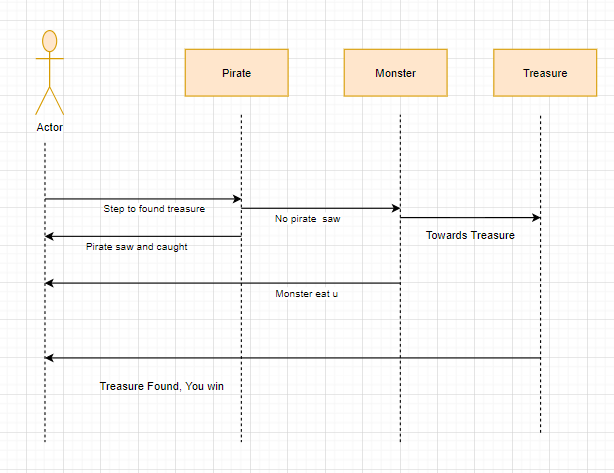 Pirate
Monster
Treasure
Actor
Step to found treasure
No pirate saw
Towards Treasure
Pirate saw and caught
Monster eat u
Treasure Found, You win